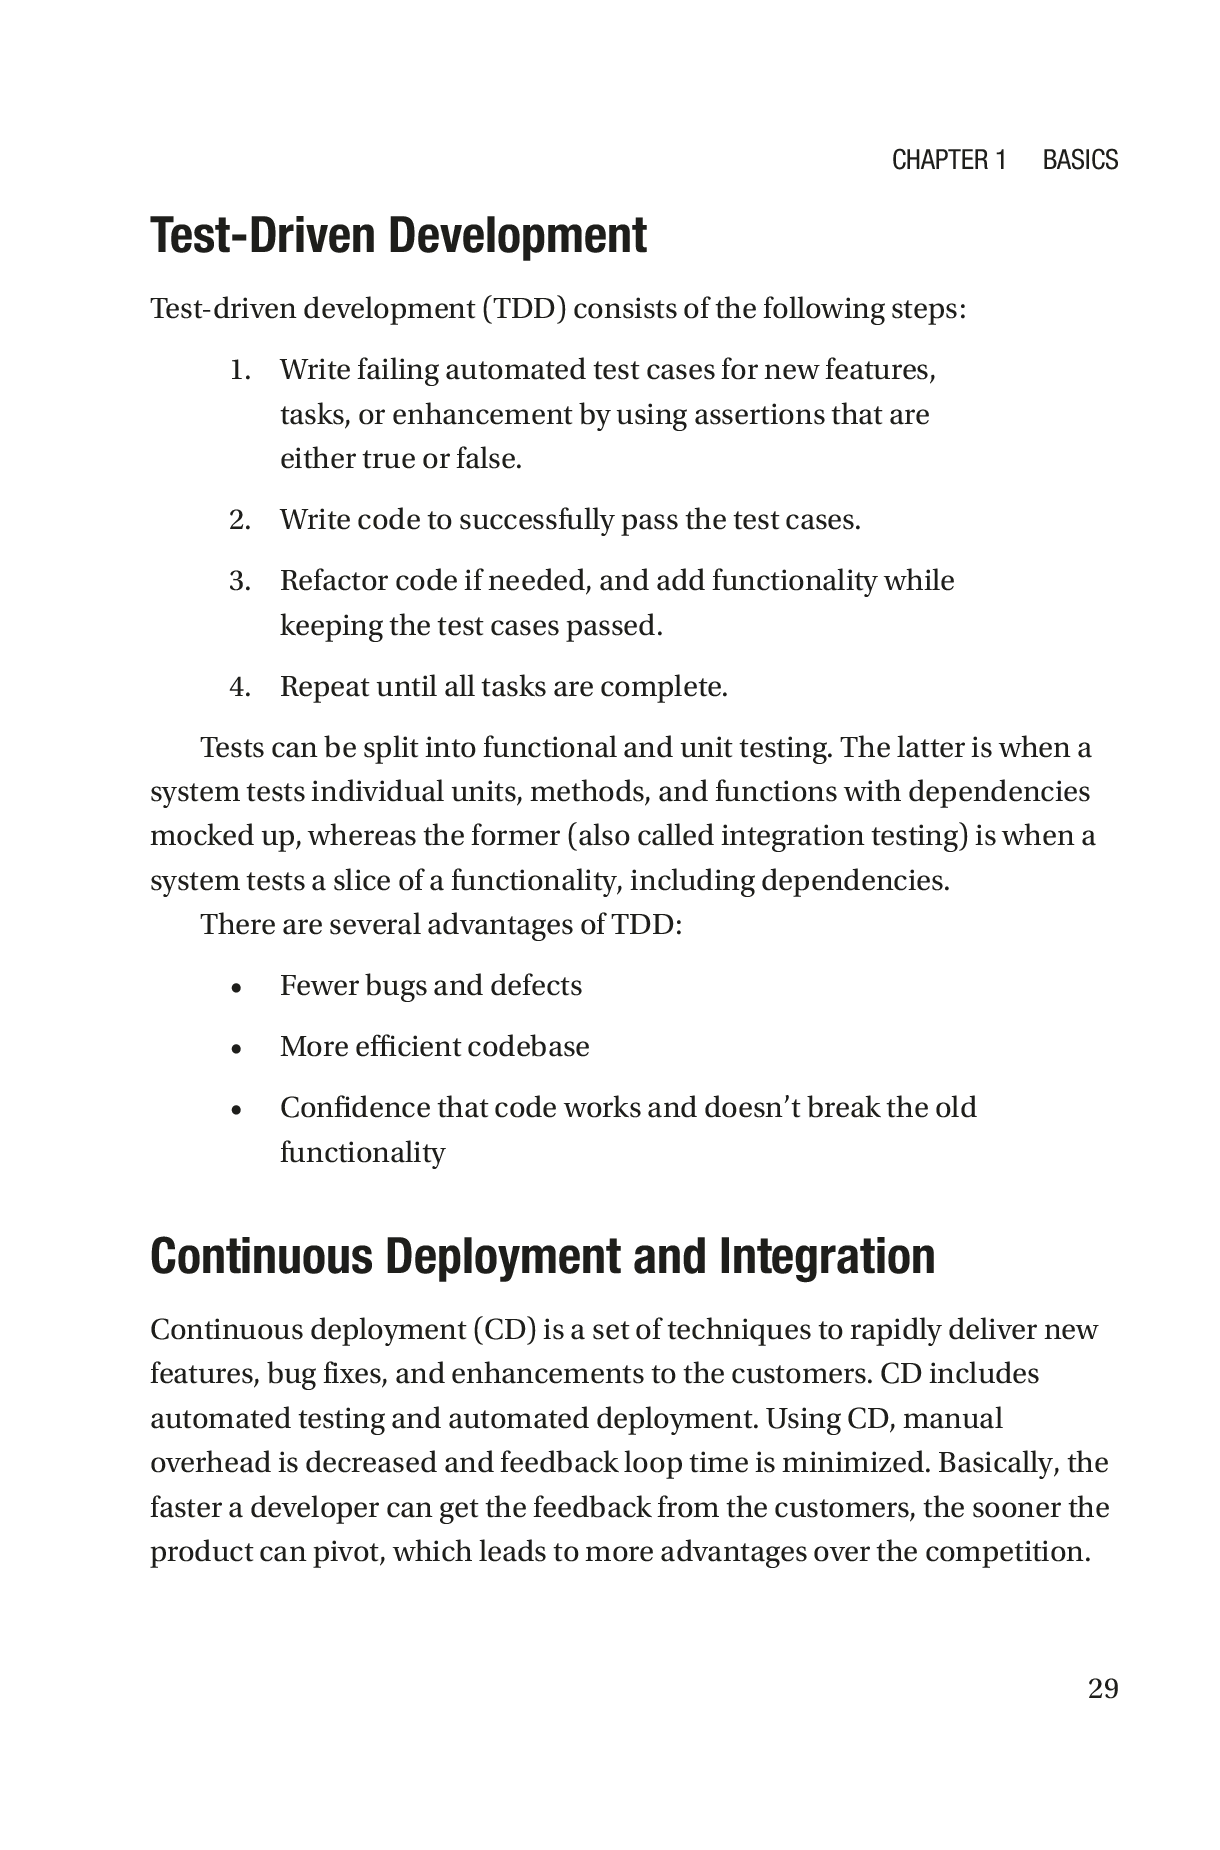 CHAPTER 1 BASICS
Test-Driven Development
Test-driven development (TDD) consists of the following steps:
1. Write failing automated test cases for new features,
tasks, or enhancement by using assertions that are
either true or false.
2. Write code to successfully pass the test cases.
3. Refactor code if needed, and add functionality while
keeping the test cases passed.
4. Repeat until all tasks are complete.
Tests can be split into functional and unit testing. The latter is when a
system tests individual units, methods, and functions with dependencies
mocked up, whereas the former (also called integration testing) is when a
system tests a slice of a functionality, including dependencies.
There are several advantages of TDD:
• Fewer bugs and defects
• More efficient codebase
• Confidence that code works and doesn’t break the old
functionality
Continuous Deployment and Integration
Continuous deployment (CD) is a set of techniques to rapidly deliver new
features, bug fixes, and enhancements to the customers. CD includes
automated testing and automated deployment. Using CD, manual
overhead is decreased and feedback loop time is minimized. Basically, the
faster a developer can get the feedback from the customers, the sooner the
product can pivot, which leads to more advantages over the competition.
29